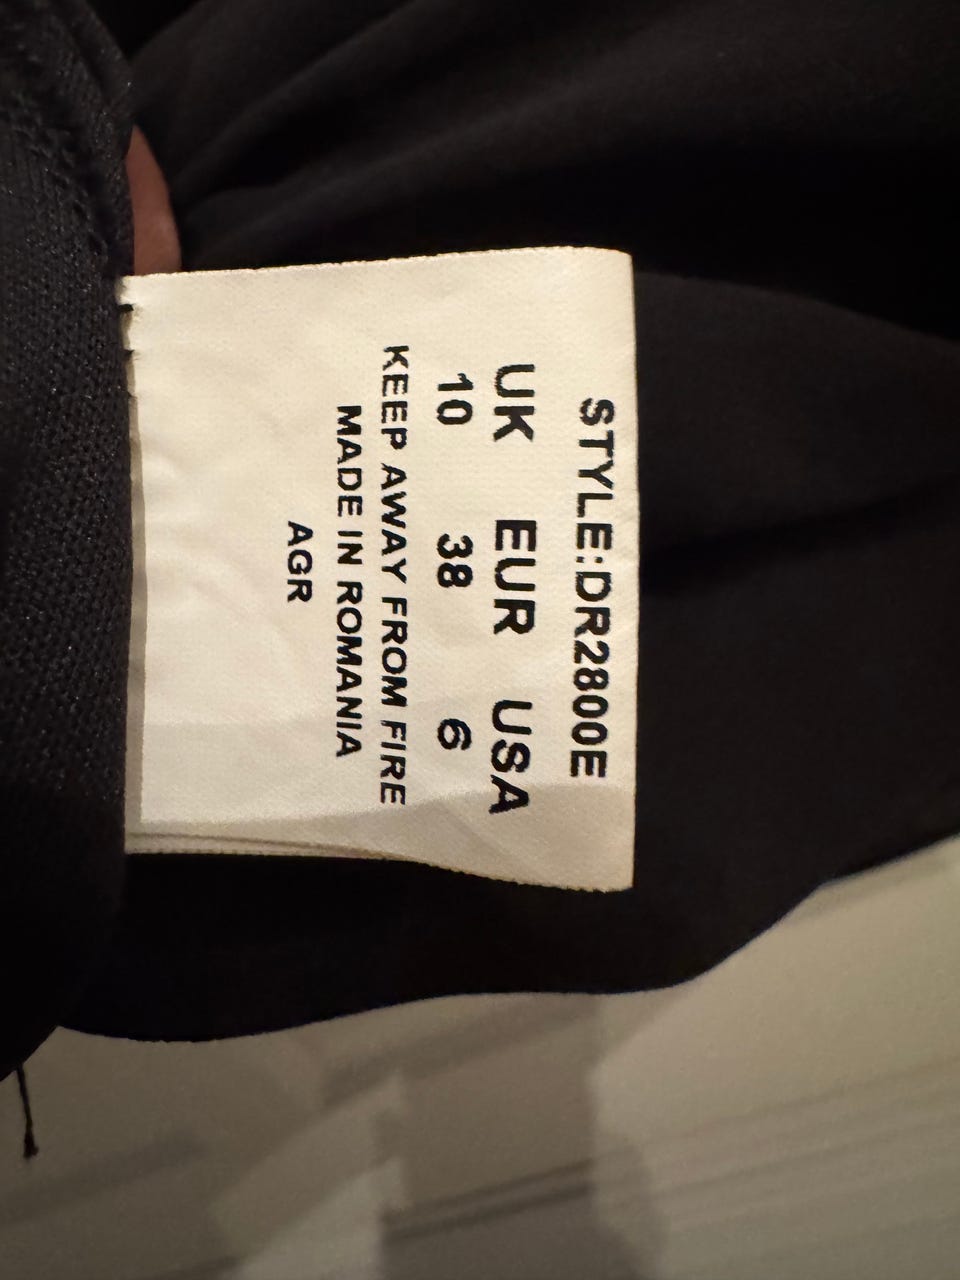 STYLE:DR2800E
UK EUR USA
10 38 6
KEEP AWAY FROM FIRE
MADE IN ROMANIA
AGR